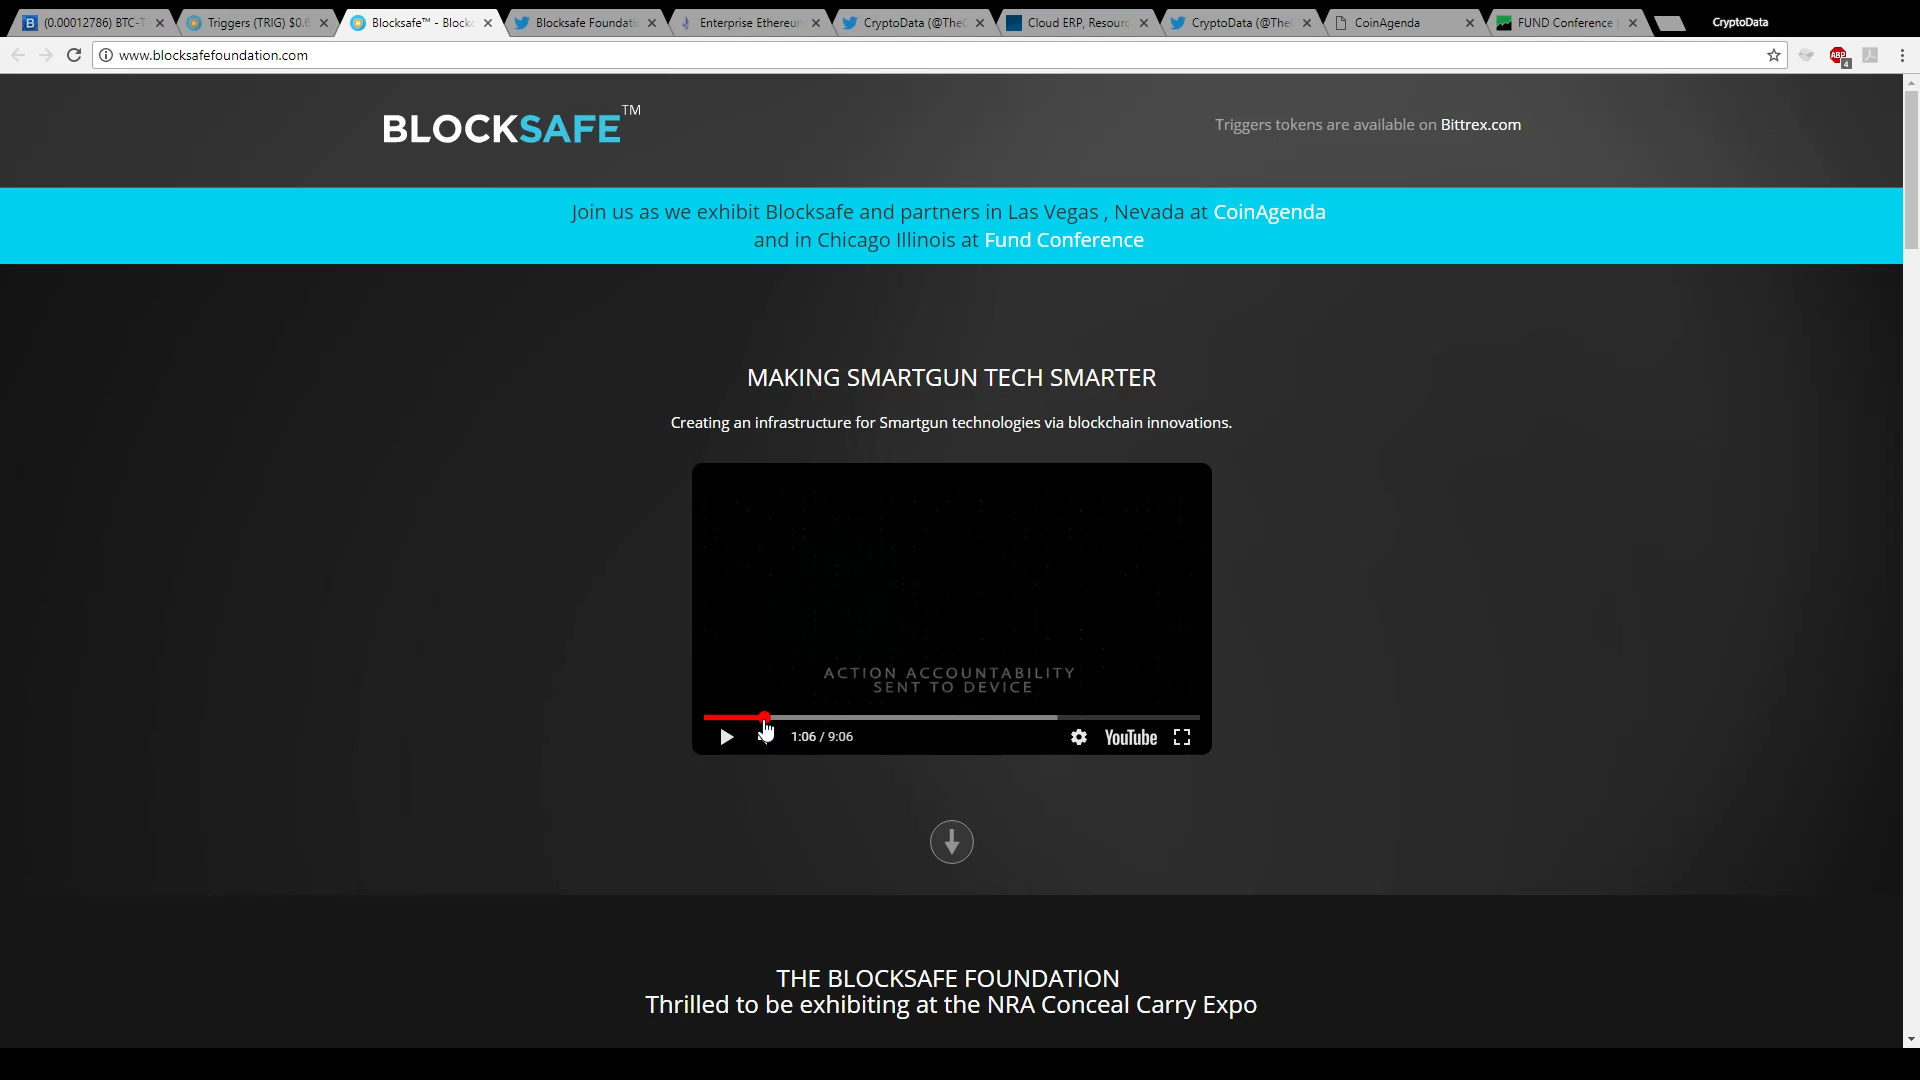 (0.00012786) BTC-T
Triggers (TRIG) $0.6
Blocksafe™ - Blocks
Blocksafe Foundatio
Enterprise Ethereum
CryptoData (@The
Cloud ERP, Resourc
CryptoData (@The
CoinAgenda
FUND Conference
CryptoData
www.blocksafefoundation.com
ABP
4
BLOCKSAFE™
Triggers tokens are available on Bittrex.com
Join us as we exhibit Blocksafe and partners in Las Vegas , Nevada at CoinAgenda
and in Chicago Illinois at Fund Conference
MAKING SMARTGUN TECH SMARTER
Creating an infrastructure for Smartgun technologies via blockchain innovations.
ACTION ACCOUNTABILITY
SENT TO DEVICE
1:06 / 9:06
YouTube
THE BLOCKSAFE FOUNDATION
Thrilled to be exhibiting at the NRA Conceal Carry Expo